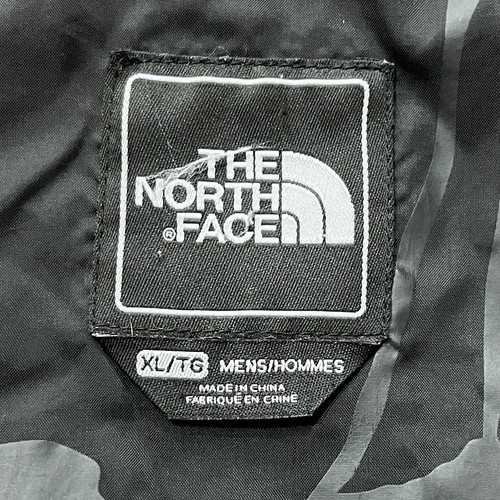 THE
NORTH
® FACE
XL/TG MENS/HOMMES
MADE IN CHINA
FABRIQUÉ EN CHINE